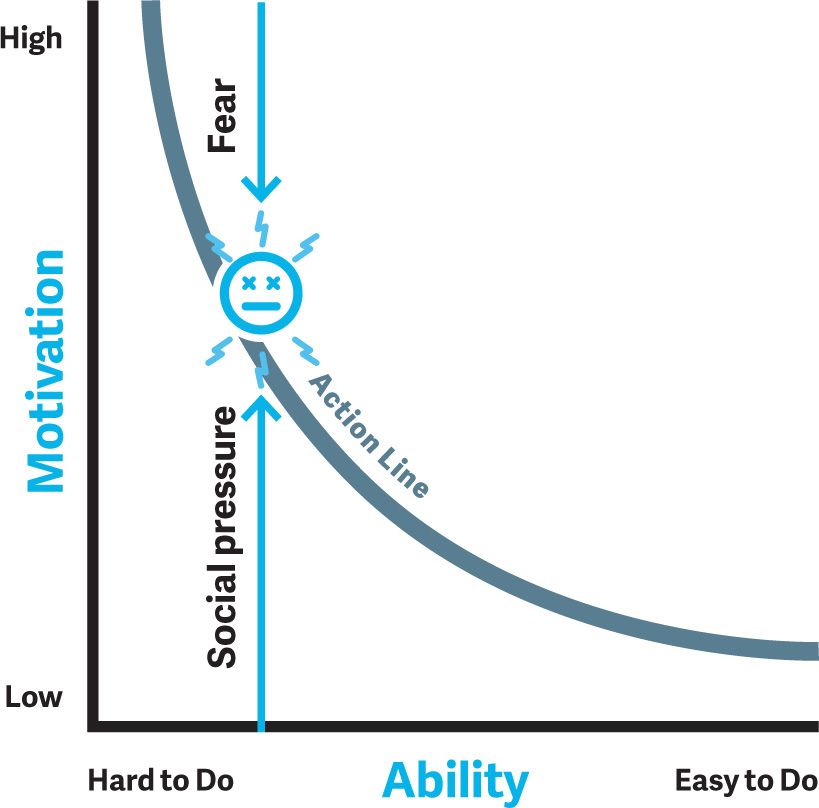 High
Fear
Motivation
Action Line
Social pressure
Low
Hard to Do
Ability
Easy to Do